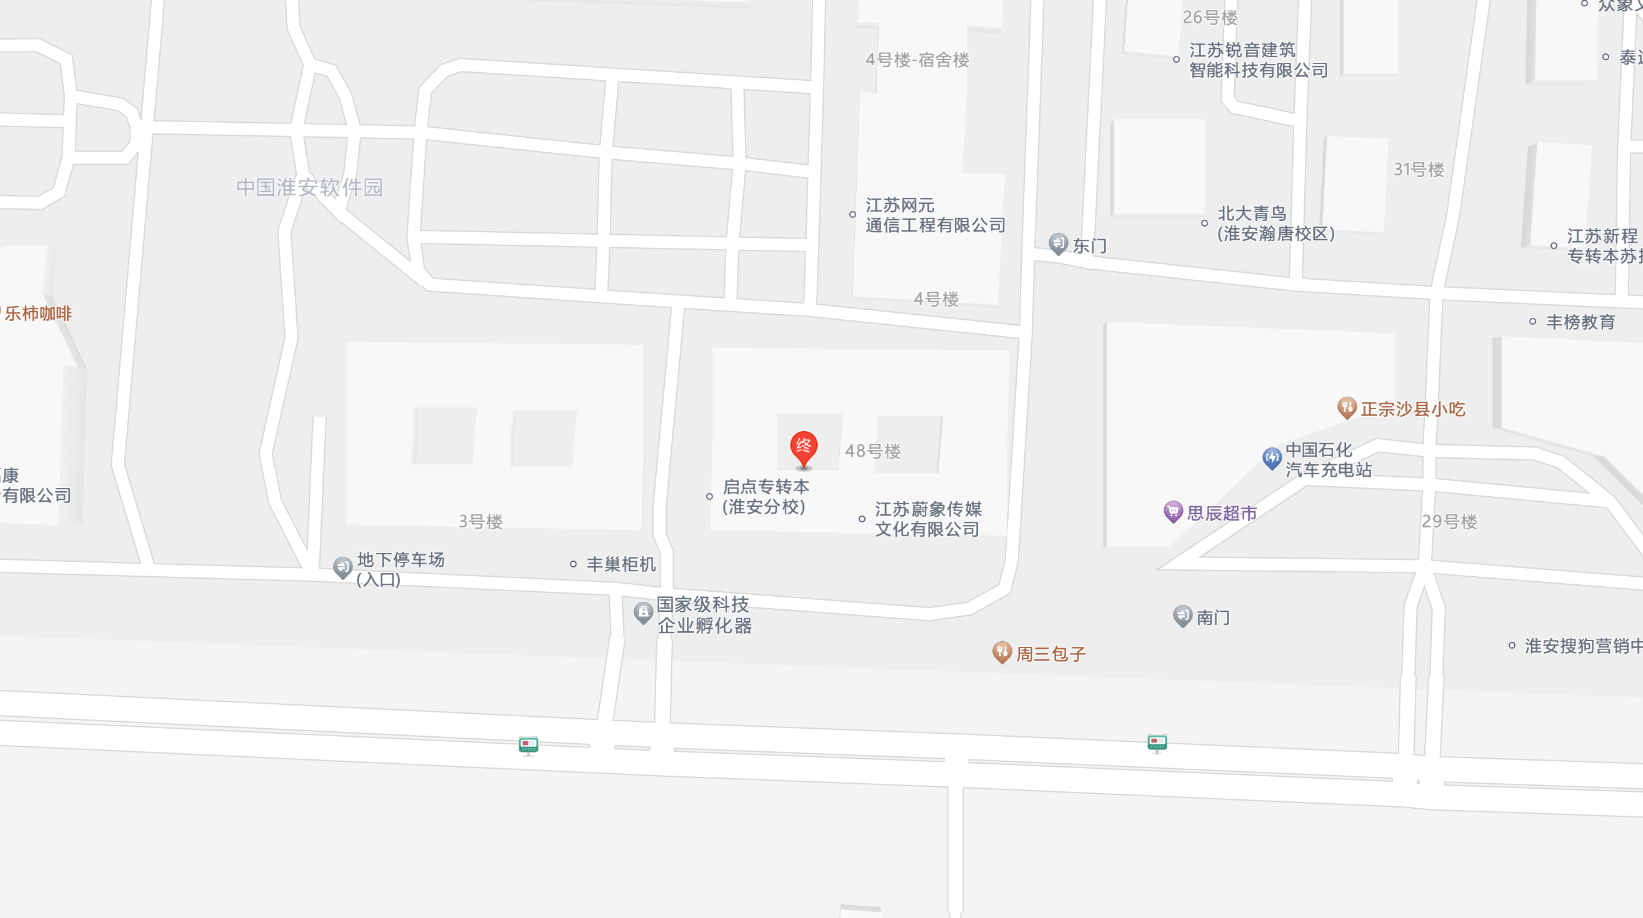 26号楼
江苏锐音建筑
智能科技有限公司
4号楼-宿舍楼
31号楼
中国淮安软件园
江苏网元
通信工程有限公司
北大青鸟
(淮安瀚唐校区)
东门
江苏新程
专转本苏
4号楼
乐柿咖啡
丰榜教育
正宗沙县小吃
终
48号楼
中国石化
汽车充电站
康
有限公司
启点专转本
(淮安分校)
江苏蔚象传媒
文化有限公司
思辰超市
3号楼
29号楼
地下停车场
(入口)
丰巢柜机
国家级科技
企业孵化器
南门
周三包子
淮安搜狗营销中